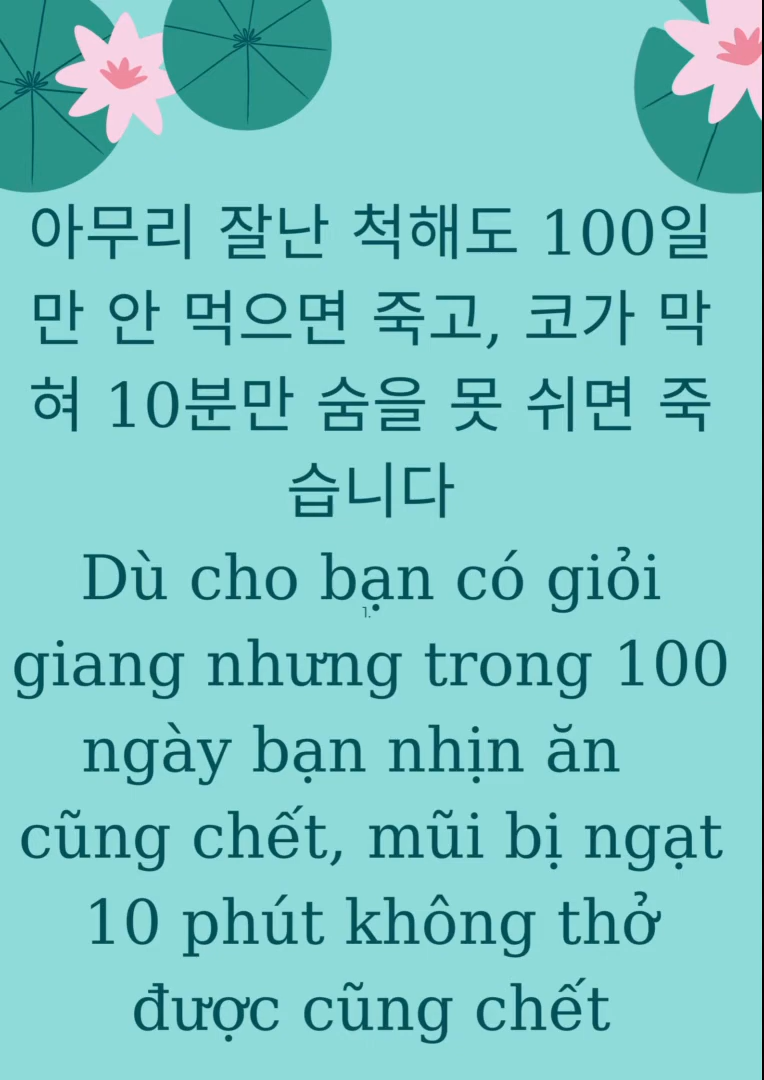 아무리 잘난 척해도 100일
만 안 먹으면 죽고, 코가 막
혀 10분만 숨을 못 쉬면 죽
습니다
Dù cho bạn có giỏi
1.
giang nhưng trong 100
ngày bạn nhịn ăn
cũng chết, mũi bị ngạt
10 phút không thở
được cũng chết